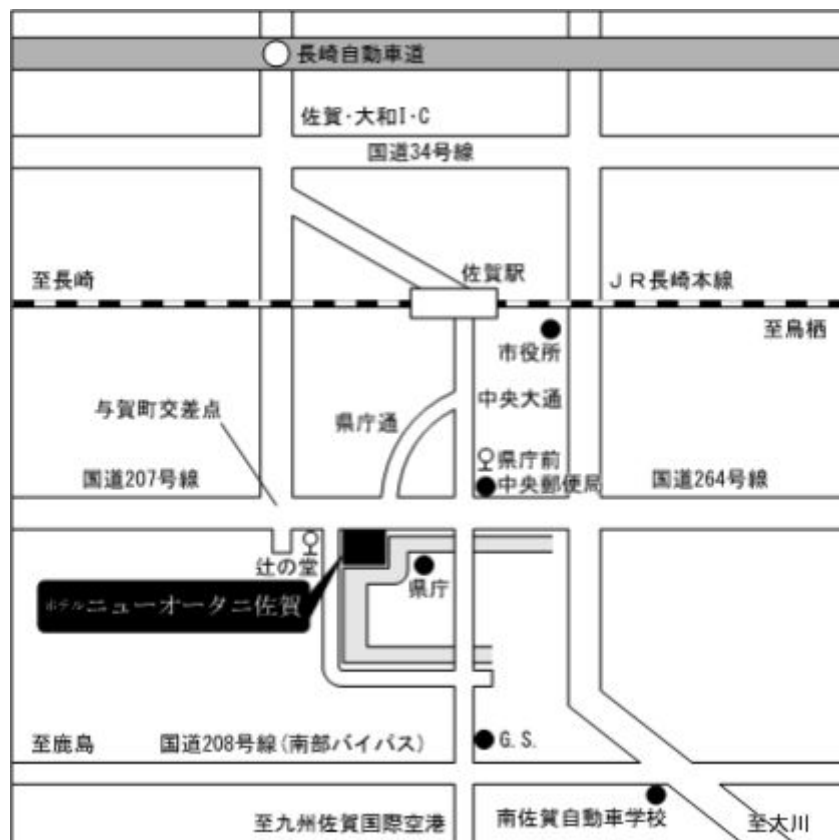 長崎自動車道
佐賀・大和I・C
国道34号線
佐賀駅
至長崎
JR長崎本線
至鳥栖
市役所
与賀町交差点
県庁通
中央大通
県庁前
国道207号線
中央郵便局
国道264号線
辻の堂
県庁
ホテルニューオータニ佐賀
至鹿島
国道208号線(南部バイパス)
G.S.
至九州佐賀国際空港
南佐賀自動車学校
至大川